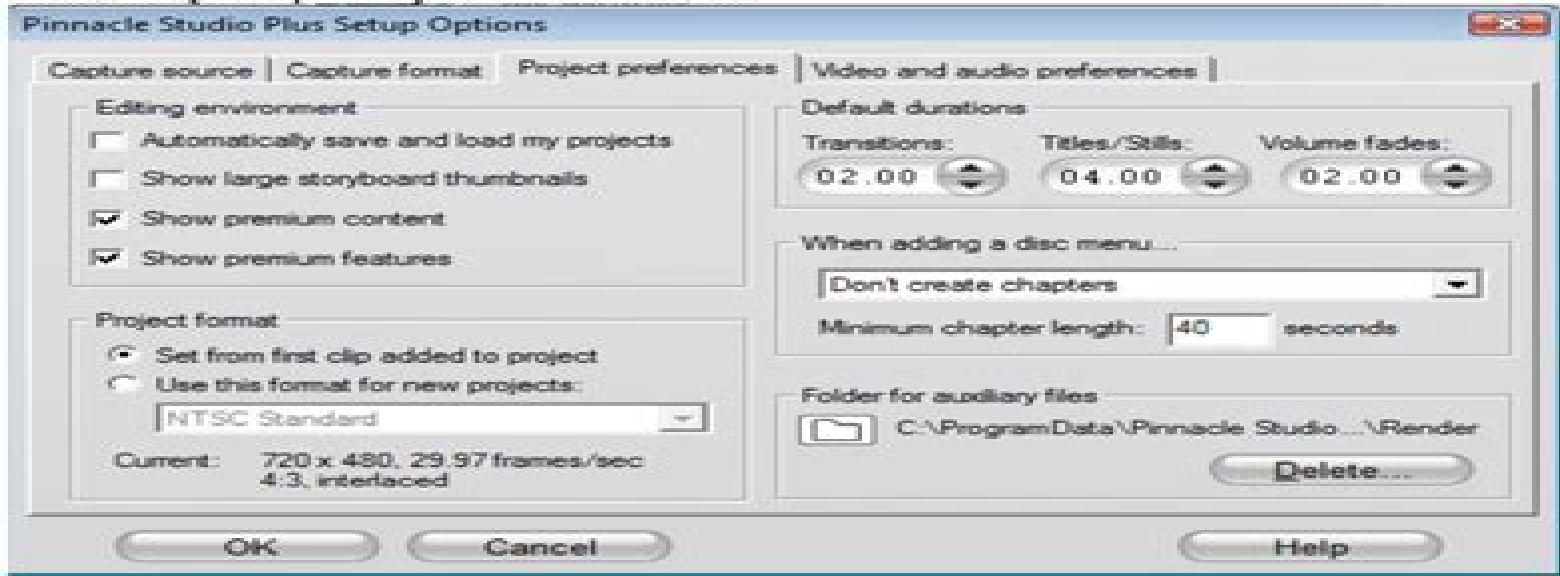 Pinnacle Studio Plus Setup Options
Capture source
Capture format
Project preferences
Video and audio preferences
Editing environment
Automatically save and load my projects
Show large storyboard thumbnails
Show premium content
Show premium features
Project format
Set from first clip added to project
Use this format for new projects:
NTSC Standard
Current: 720 x 480, 29.97 frames/sec
4:3, interlaced
Default durations
Transitions: Titles/Stills: Volume fades:
02.00 04.00 02.00
When adding a disc menu...
Don't create chapters
Minimum chapter length: 40 seconds
Folder for auxiliary files
C:\ProgramData\Pinnacle Studio...\Render
Delete...
OK Cancel Help